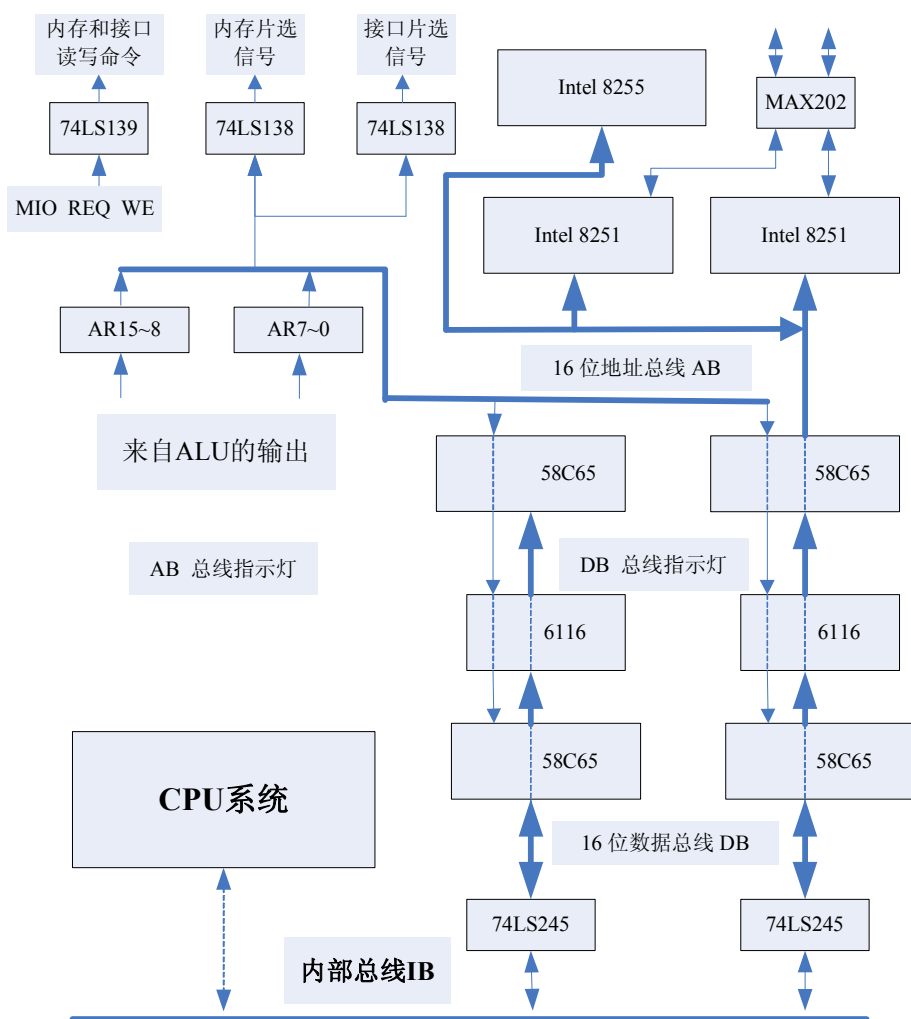 内存和接口
读写命令
内存片选
信号
接口片选
信号
Intel 8255
MAX202
74LS139
74LS138
74LS138
MIO REQ WE
Intel 8251
Intel 8251
AR15~8
AR7~0
16 位地址总线 AB
来自ALU的输出
58C65
58C65
AB 总线指示灯
DB 总线指示灯
6116
6116
58C65
58C65
CPU系统
16 位数据总线 DB
74LS245
74LS245
内部总线IB